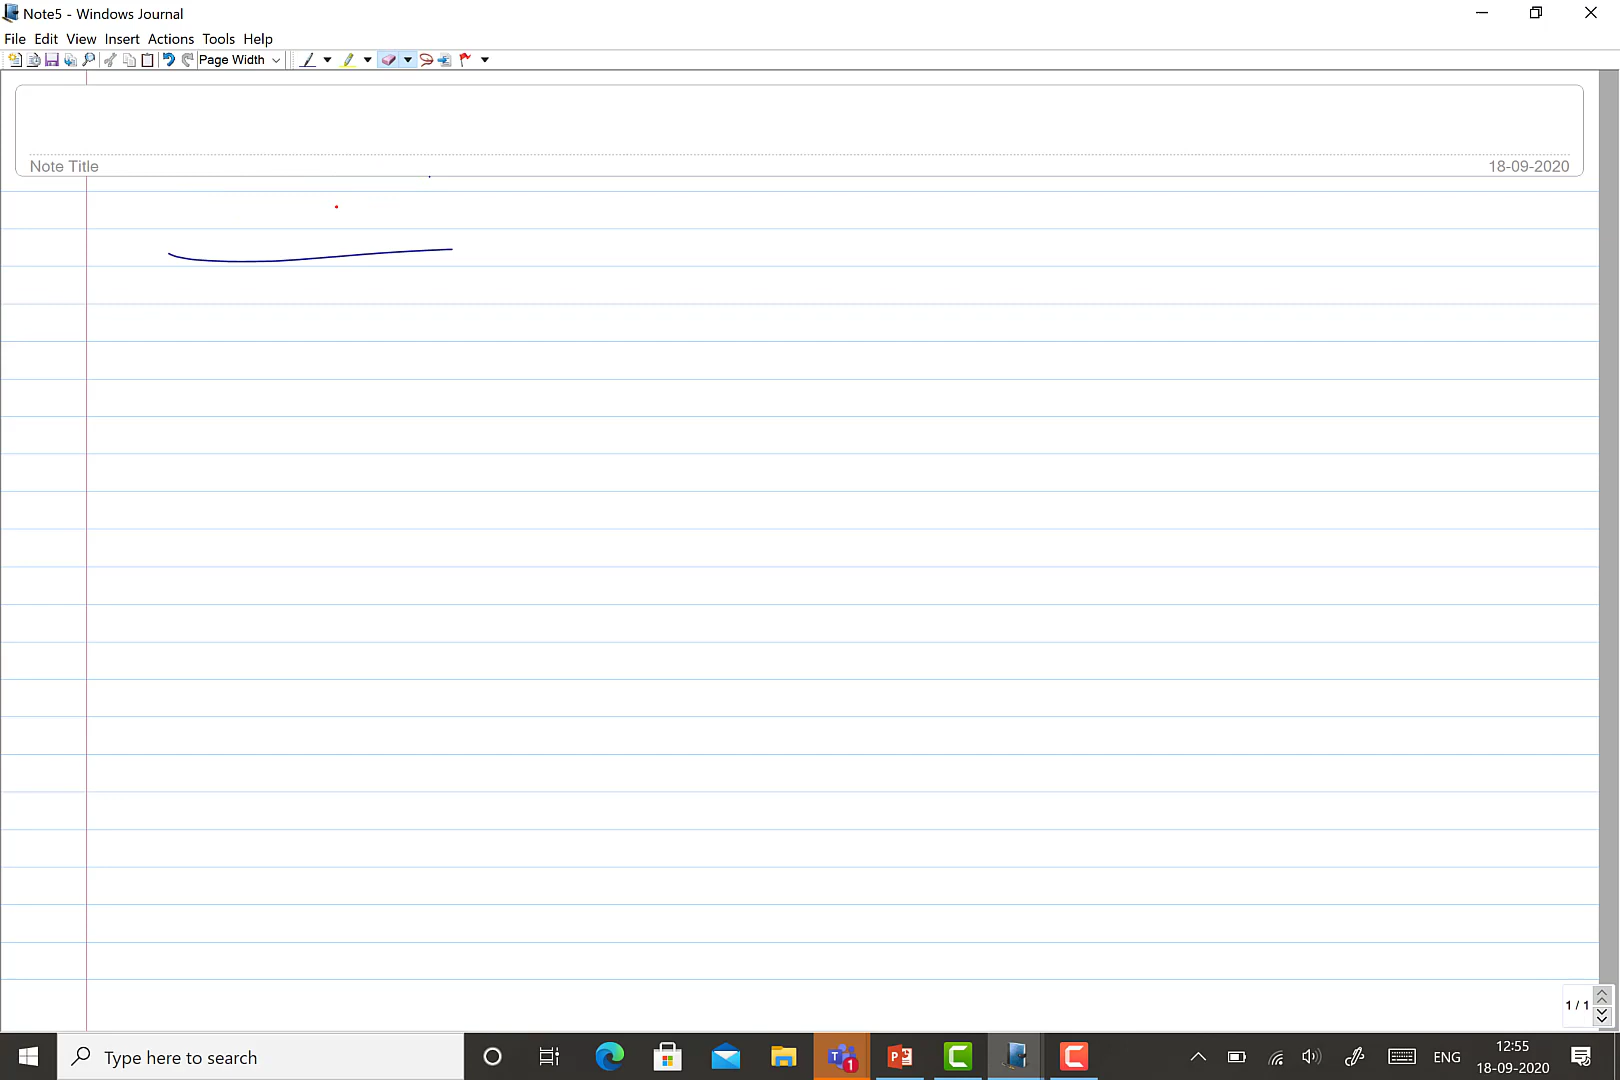 Note5 - Windows Journal
File Edit View Insert Actions Tools Help
Page Width
Note Title 18-09-2020
1 / 1
Type here to search
T 1 P ENG 12:55
18-09-2020